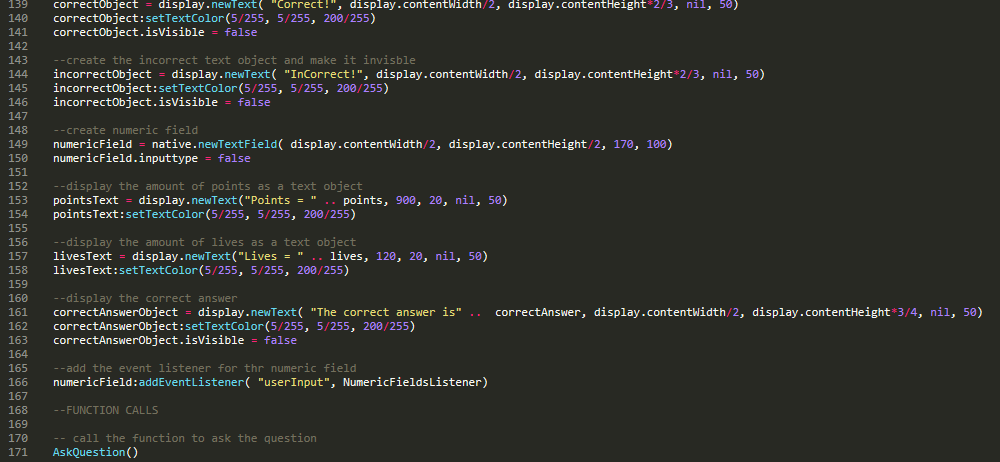 139 correctObject = display.newText( "Correct!", display.contentWidth/2, display.contentHeight*2/3, nil, 50)
140 correctObject:setTextColor(5/255, 5/255, 200/255)
141 correctObject.isVisible = false
142
143 --create the incorrect text object and make it invisble
144 incorrectObject = display.newText( "InCorrect!", display.contentWidth/2, display.contentHeight*2/3, nil, 50)
145 incorrectObject:setTextColor(5/255, 5/255, 200/255)
146 incorrectObject.isVisible = false
147
148 --create numeric field
149 numericField = native.newTextField( display.contentWidth/2, display.contentHeight/2, 170, 100)
150 numericField.inputtype = false
151
152 --display the amount of points as a text object
153 pointsText = display.newText("Points = " .. points, 900, 20, nil, 50)
154 pointsText:setTextColor(5/255, 5/255, 200/255)
155
156 --display the amount of lives as a text object
157 livesText = display.newText("Lives = " .. lives, 120, 20, nil, 50)
158 livesText:setTextColor(5/255, 5/255, 200/255)
159
160 --display the correct answer
161 correctAnswerObject = display.newText( "The correct answer is" ..  correctAnswer, display.contentWidth/2, display.contentHeight*3/4, nil, 50)
162 correctAnswerObject:setTextColor(5/255, 5/255, 200/255)
163 correctAnswerObject.isVisible = false
164
165 --add the event listener for thr numeric field
166 numericField:addEventListener( "userInput", NumericFieldsListener)
167
168 --FUNCTION CALLS
169
170 -- call the function to ask the question
171 AskQuestion()